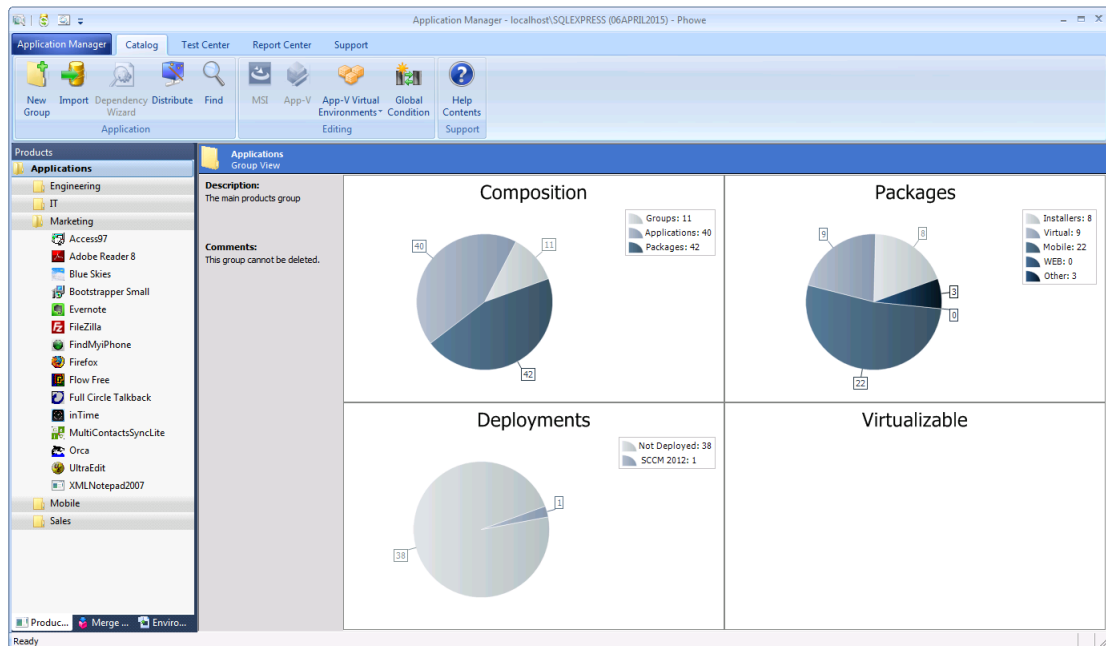 Application Manager - localhost\SQLEXPRESS (06APRIL2015) - Phowe
Application Manager
Catalog
Test Center
Report Center
Support
New Group
Import
Dependency Wizard
Distribute
Find
Application
MSI
App-V
App-V Virtual Environments
Global Condition
Editing
Help Contents
Support
Products
Applications
Engineering
IT
Marketing
Access97
Adobe Reader 8
Blue Skies
Bootstrapper Small
Evernote
FileZilla
FindMyiPhone
Firefox
Flow Free
Full Circle Talkback
inTime
MultiContactsSyncLite
Orca
UltraEdit
XMLNotepad2007
Mobile
Sales
Produc...
Merge ...
Enviro...
Applications
Group View
Description:
The main products group
Comments:
This group cannot be deleted.
Composition
Groups: 11
Applications: 40
Packages: 42
40
11
42
Packages
Installers: 8
Virtual: 9
Mobile: 22
WEB: 0
Other: 3
9
8
3
0
22
Deployments
Not Deployed: 38
SCCM 2012: 1
1
38
Virtualizable
Ready